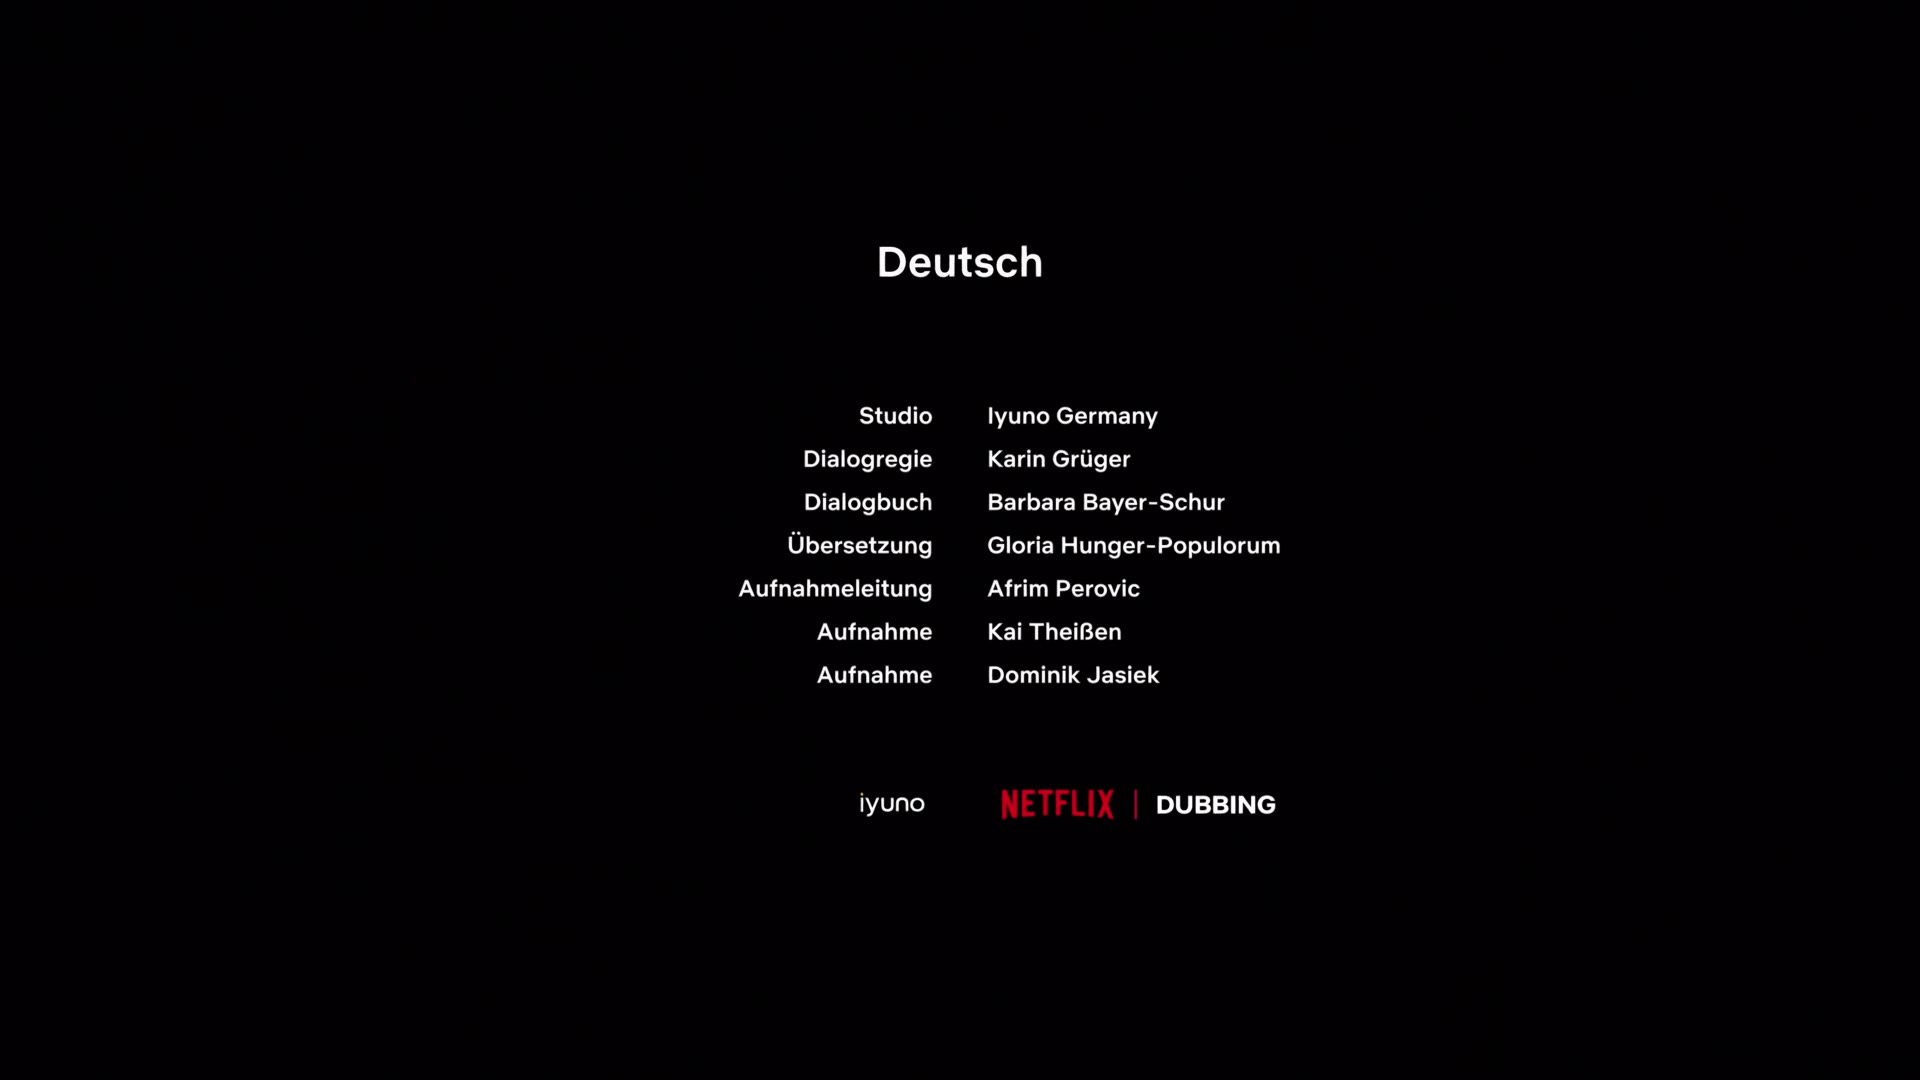 Deutsch
Studio Iyuno Germany
Dialogregie Karin Grüger
Dialogbuch Barbara Bayer-Schur
Übersetzung Gloria Hunger-Populorum
Aufnahmeleitung Afrim Perovic
Aufnahme Kai Theißen
Aufnahme Dominik Jasiek
iyuno NETFLIX | DUBBING